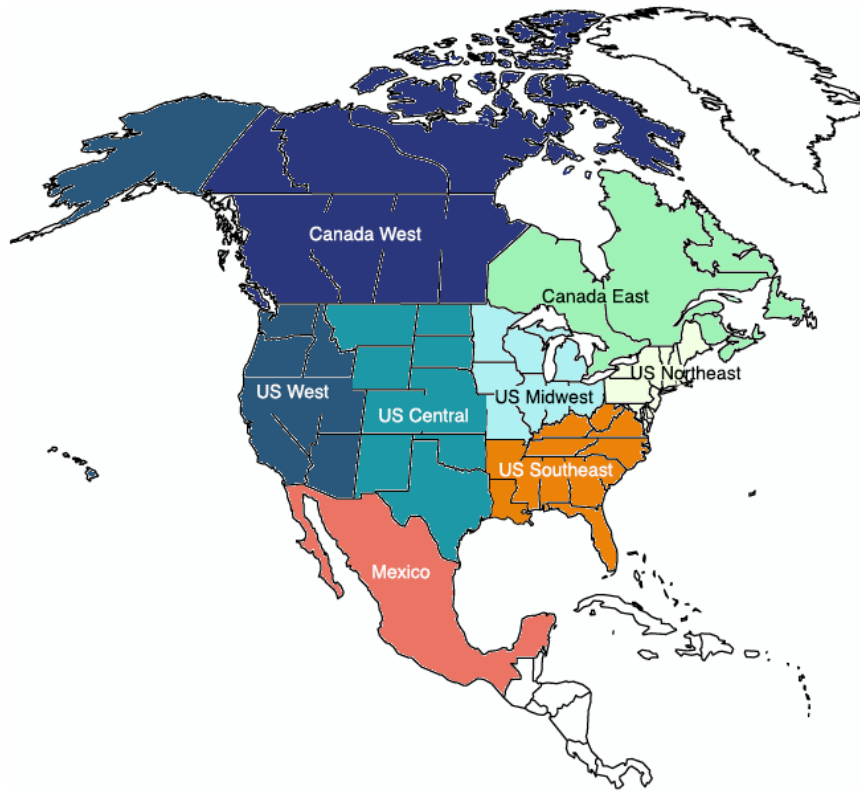 Canada West
Canada East
US Northeast
US West
US Midwest
US Central
US Southeast
Mexico